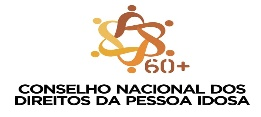 60+
CONSELHO NACIONAL DOS
DIREITOS DA PESSOA IDOSA